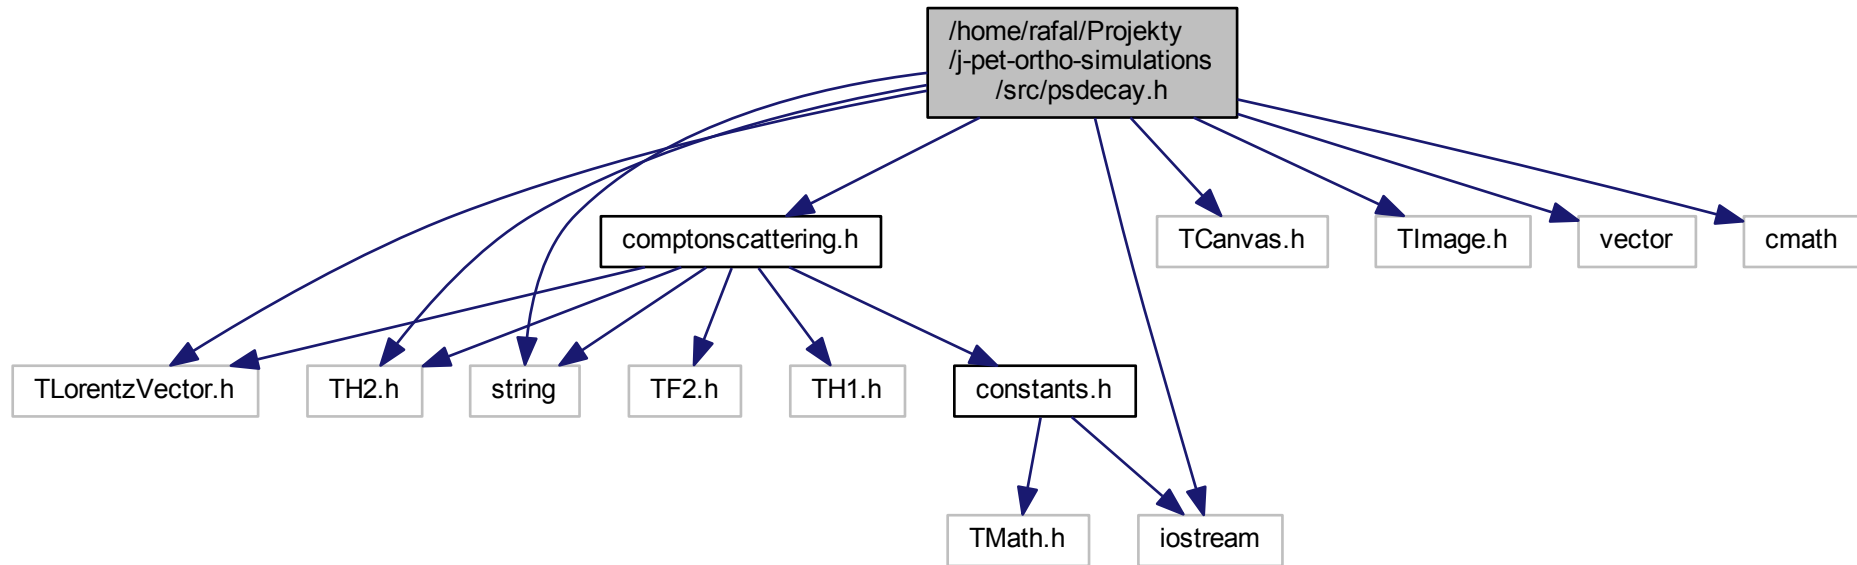 /home/rafal/Projekty
/j-pet-ortho-simulations
/src/psdecay.h
comptonscattering.h
TCanvas.h
TImage.h
vector
cmath
TLorentzVector.h
TH2.h
string
TF2.h
TH1.h
constants.h
TMath.h
iostream